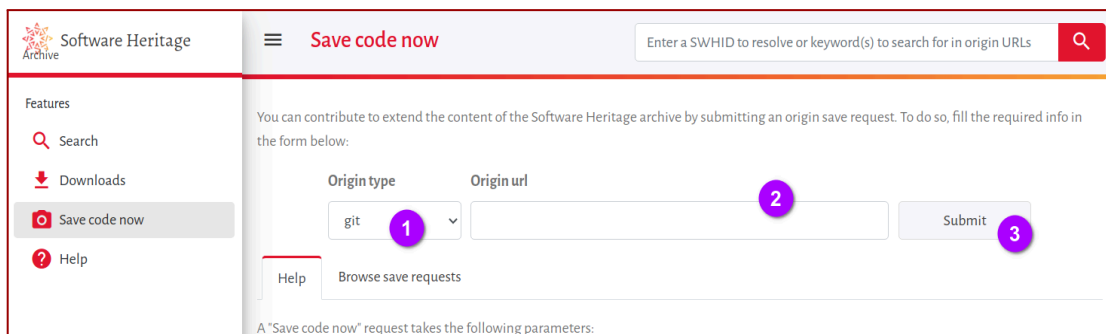 Software Heritage
Archive
Features
Search
Downloads
Save code now
Help
Save code now
Enter a SWHID to resolve or keyword(s) to search for in origin URLs
You can contribute to extend the content of the Software Heritage archive by submitting an origin save request. To do so, fill the required info in
the form below:
Origin type Origin url
git 1 2 Submit 3
Help Browse save requests
A "Save code now" request takes the following parameters: